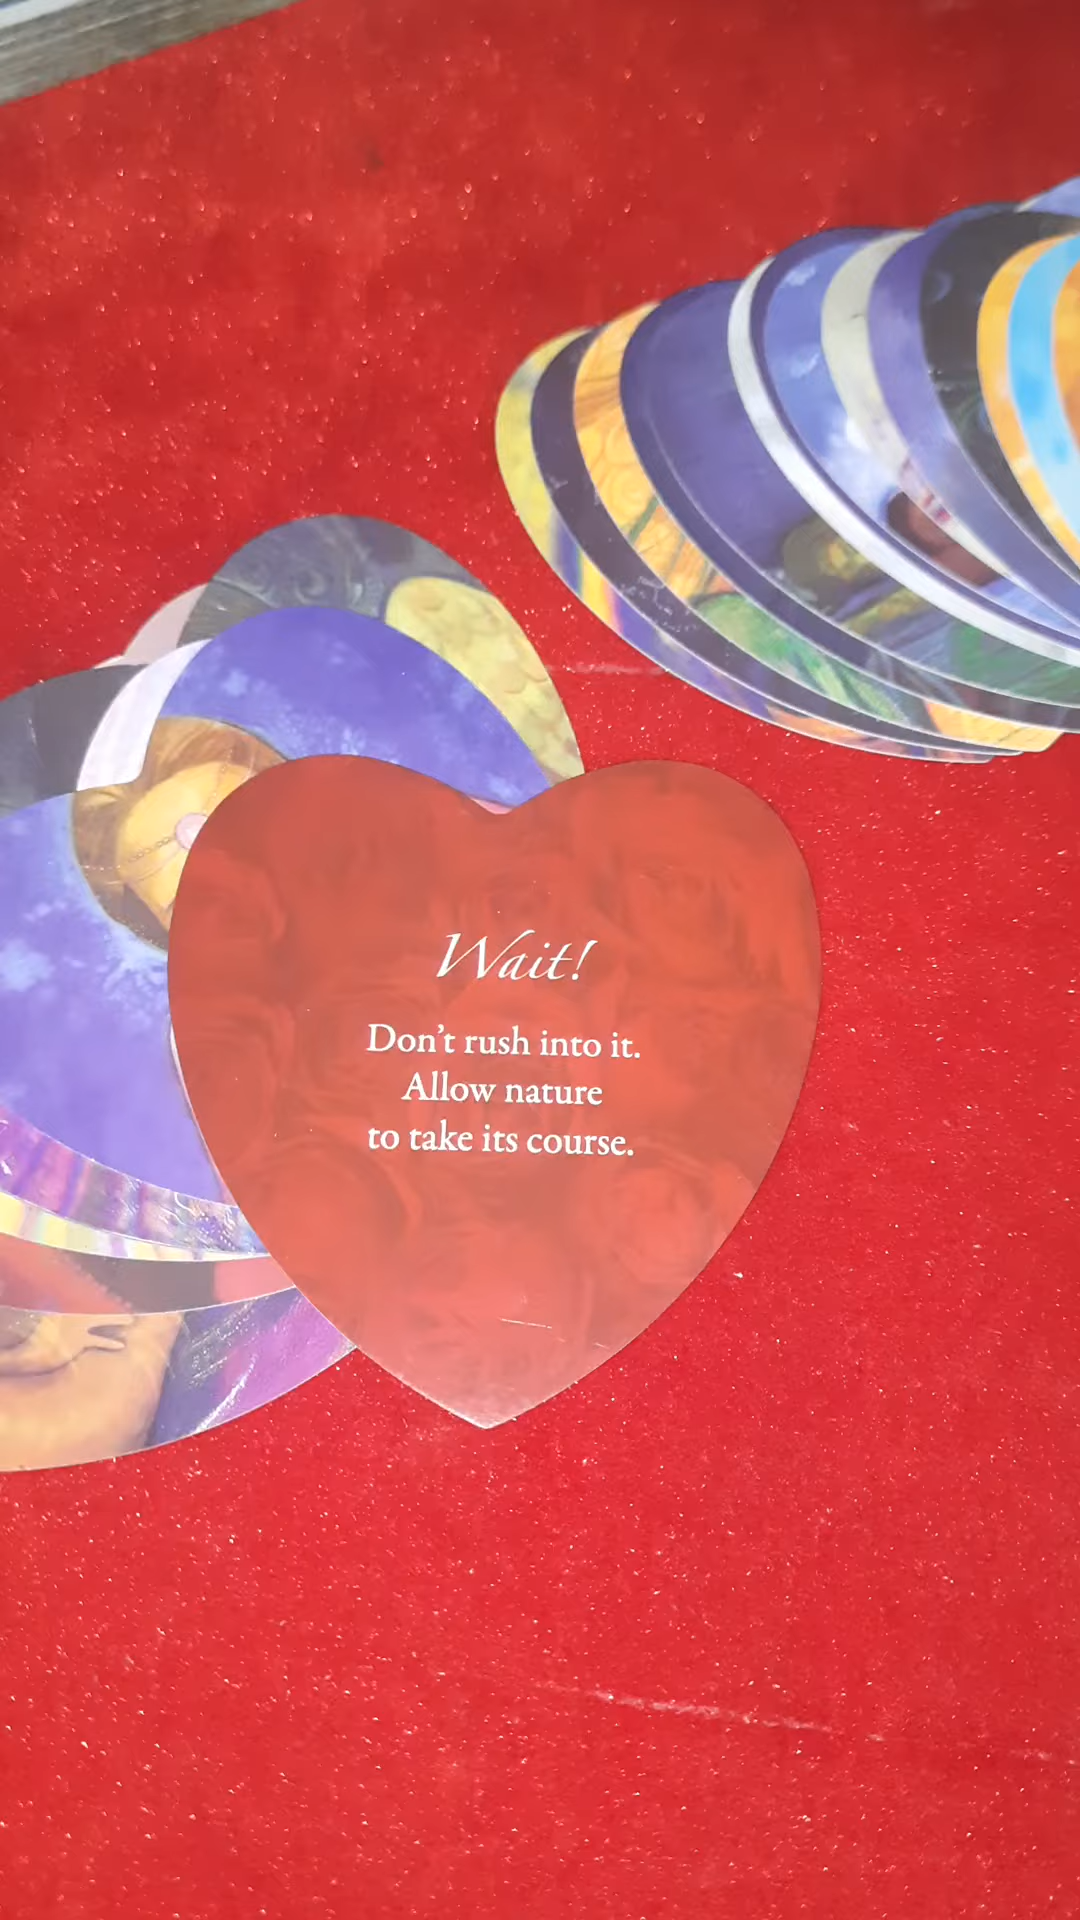 Wait!
Don't rush into it.
Allow nature
to take its course.